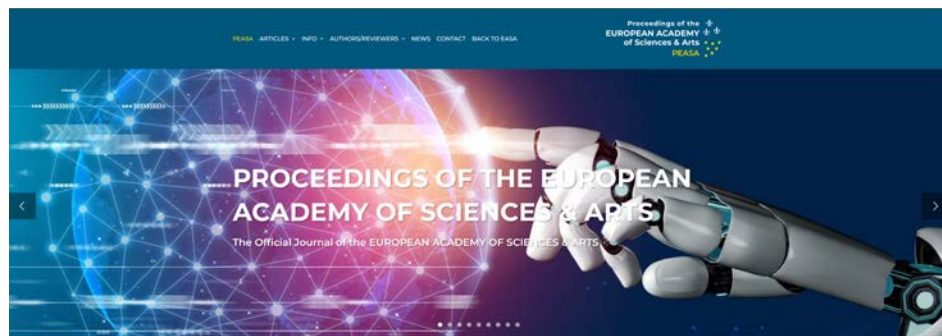 PEASA ARTICLES INFO AUTHORS/REVIEWERS NEWS CONTACT BACK TO EASA
Proceedings of the
EUROPEAN ACADEMY
of Sciences & Arts
PEASA
PROCEEDINGS OF THE EUROPEAN
ACADEMY OF SCIENCES & ARTS
The Official Journal of the EUROPEAN ACADEMY OF SCIENCES & ARTS